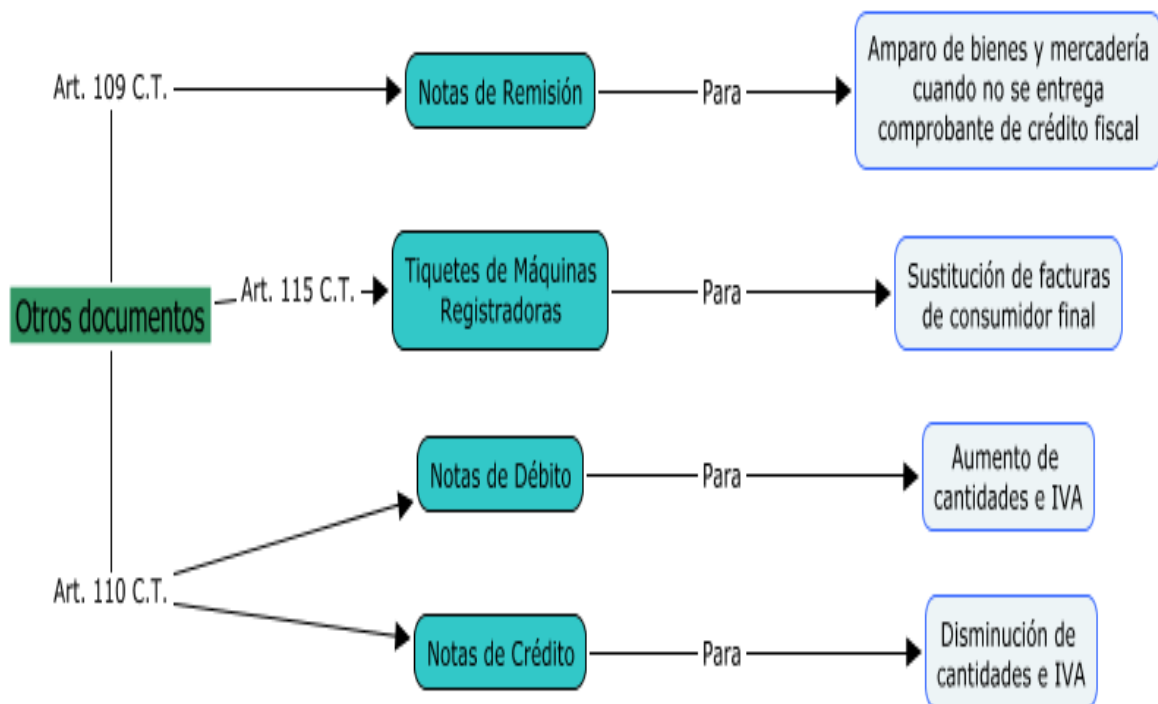 Art. 109 C.T.
Notas de Remisión
Para
Amparo de bienes y mercadería
cuando no se entrega
comprobante de crédito fiscal
Otros documentos
Art. 115 C.T.
Tiquetes de Máquinas
Registradoras
Para
Sustitución de facturas
de consumidor final
Art. 110 C.T.
Notas de Débito
Para
Aumento de
cantidades e IVA
Notas de Crédito
Para
Disminución de
cantidades e IVA